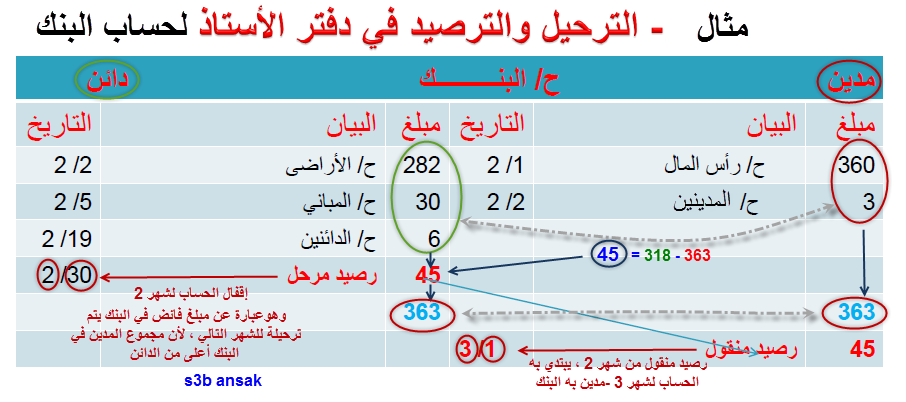 مثال - الترحيل والترصيد في دفتر الأستاذ لحساب البنك
مدين ح/ البنـــــــــك دائن
مبلغ البيان التاريخ مبلغ البيان التاريخ
360 ح/ رأس المال 1/ 2 282 ح/ الأراضى 2/ 2
3 ح/ المدينين 2/ 2 30 ح/ المباني 5/ 2
6 ح/ الدائنين 19/ 2
363 - 318 = 45 45 رصيد مرحل 30/ 2
إقفال الحساب لشهر 2
وهوعبارة عن مبلغ فائض في البنك يتم
ترحيلة للشهر التالي ، لأن مجموع المدين في
البنك أعلى من الدائن
363 363
45 رصيد منقول 1/ 3
رصيد منقول من شهر 2 ، يبتدي به
الحساب لشهر 3 -مدين به البنك
s3b ansak